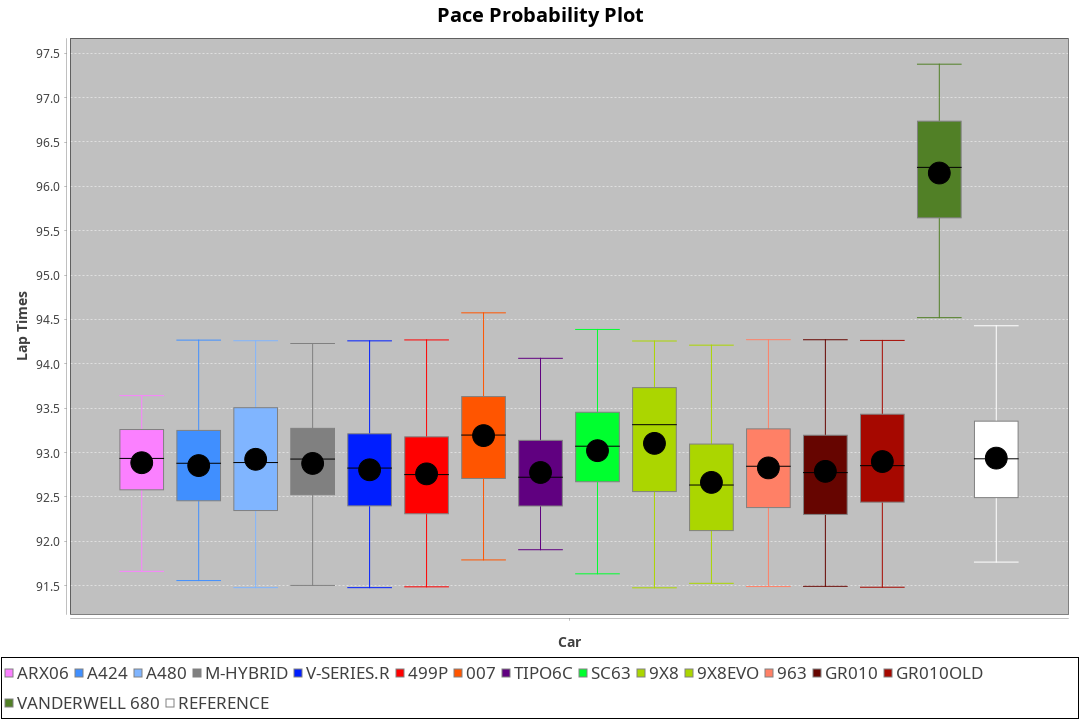 Pace Probability Plot
97.5
97.0
96.5
96.0
95.5
95.0
94.5
94.0
93.5
93.0
92.5
92.0
91.5
Lap Times
Car
ARX06 A424 A480 M-HYBRID V-SERIES.R 499P 007 TIPO6C SC63 9X8 9X8EVO 963 GR010 GR010OLD
VANDERWELL 680 REFERENCE